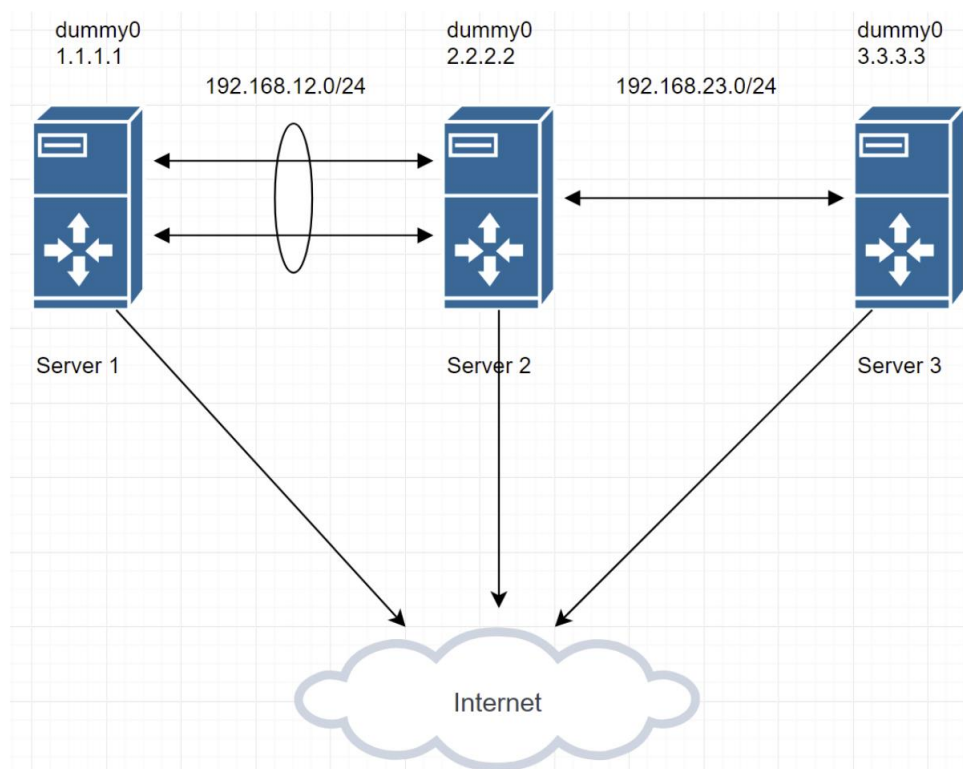 dummy0
1.1.1.1
dummy0
2.2.2.2
dummy0
3.3.3.3
192.168.12.0/24
192.168.23.0/24
Server 1
Server 2
Server 3
Internet